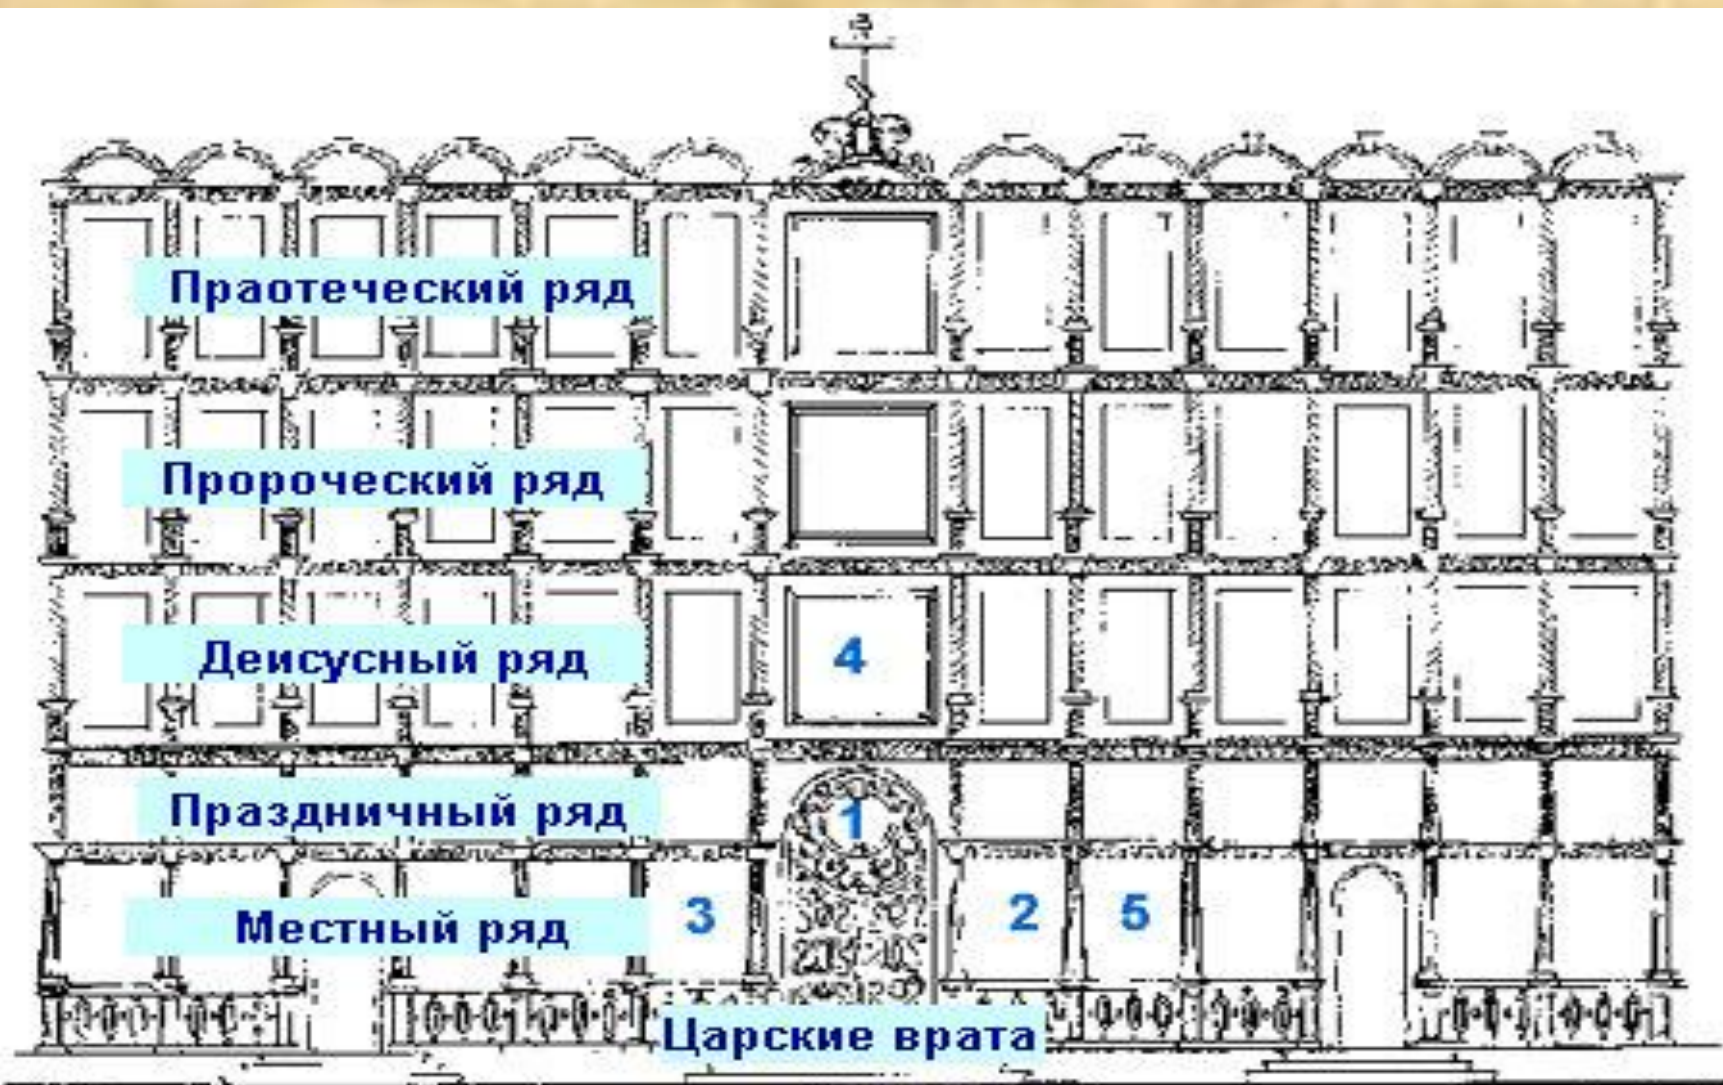 Праотеческий ряд
Пророческий ряд
Деисусный ряд
4
Праздничный ряд
1
Местный ряд
3
2
5
Царские врата